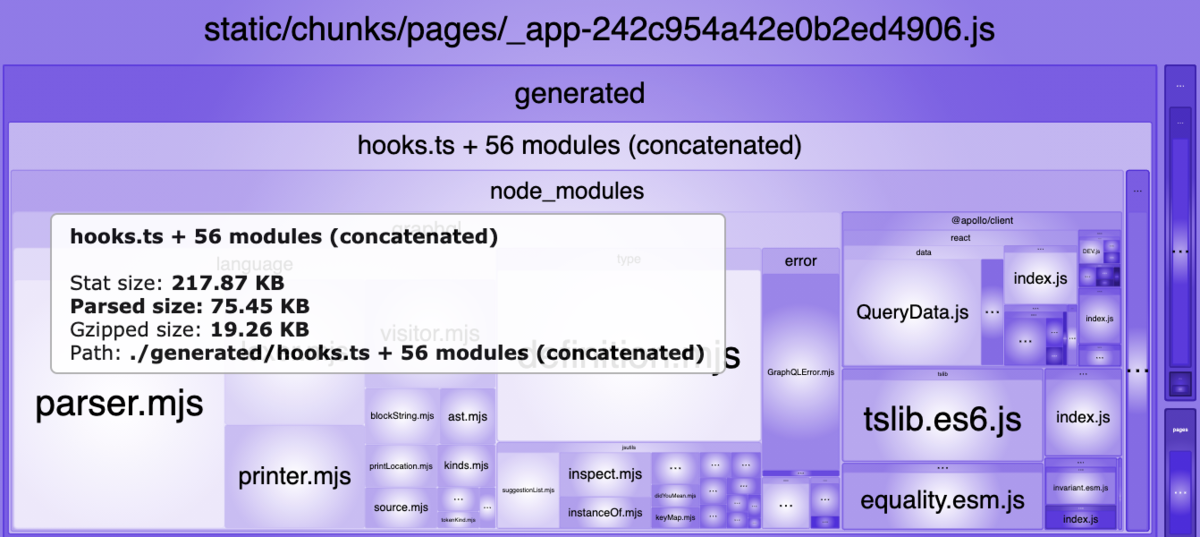 static/chunks/pages/_app-242c954a42e0b2ed4906.js
generated
hooks.ts + 56 modules (concatenated)
node_modules
graphql
language
type
error
hooks.ts + 56 modules (concatenated)
Stat size: 217.87 KB
Parsed size: 75.45 KB
Gzipped size: 19.26 KB
Path: ./generated/hooks.ts + 56 modules (concatenated)
visitor.mjs
definition.mjs
parser.mjs
printer.mjs
blockString.mjs
ast.mjs
printLocation.mjs
kinds.mjs
source.mjs
...
...
tokenKind.mjs
jsutils
suggestionList.mjs
inspect.mjs
instanceOf.mjs
...
didYouMean.mjs
keyMap.mjs
...
...
...
...
...
GraphQLError.mjs
...
...
@apollo/client
react
data
QueryData.js
...
...
index.js
...
DEV.js
...
index.js
...
tslib
tslib.es6.js
...
index.js
...
equality.esm.js
...
invariant.esm.js
index.js
...
...
...
...
...
...
pages
...